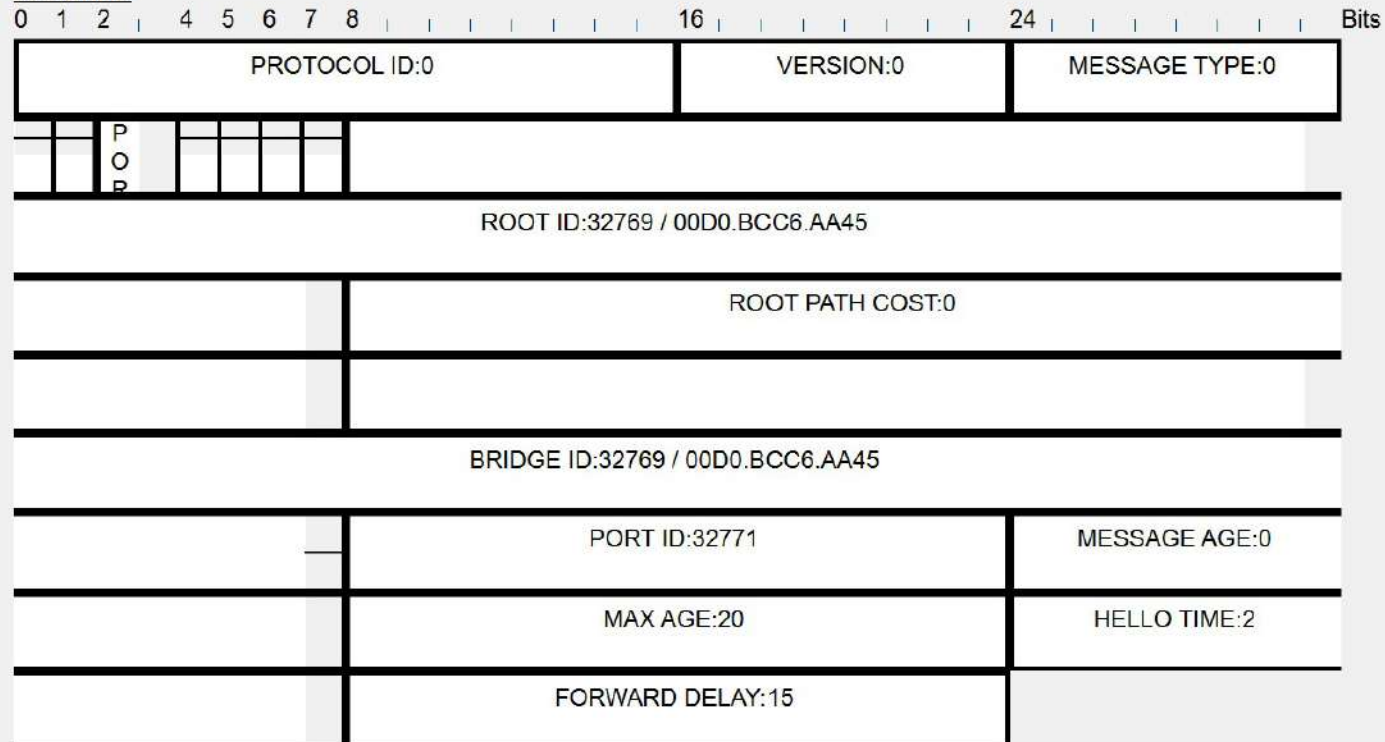 0 1 2 4 5 6 7 8 16 24 Bits
PROTOCOL ID:0 VERSION:0 MESSAGE TYPE:0
P
O
R
ROOT ID:32769 / 00D0.BCC6.AA45
ROOT PATH COST:0
BRIDGE ID:32769 / 00D0.BCC6.AA45
PORT ID:32771 MESSAGE AGE:0
MAX AGE:20 HELLO TIME:2
FORWARD DELAY:15